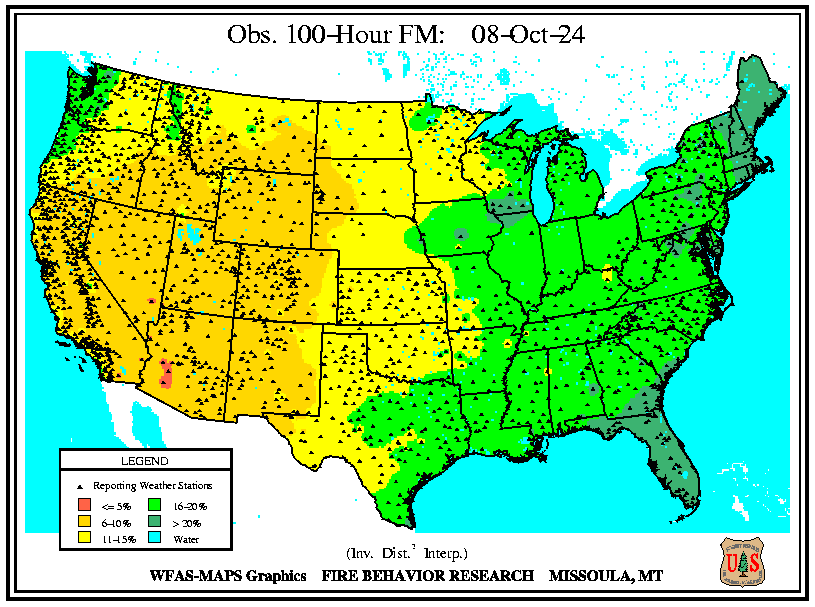 Obs. 100-Hour FM: 08-Oct-24
LEGEND
Reporting Weather Stations
<= 5% 16-20%
6-10% > 20%
11-15% Water
(Inv. Dist.² Interp.)
WFAS-MAPS Graphics FIRE BEHAVIOR RESEARCH MISSOULA, MT
U S